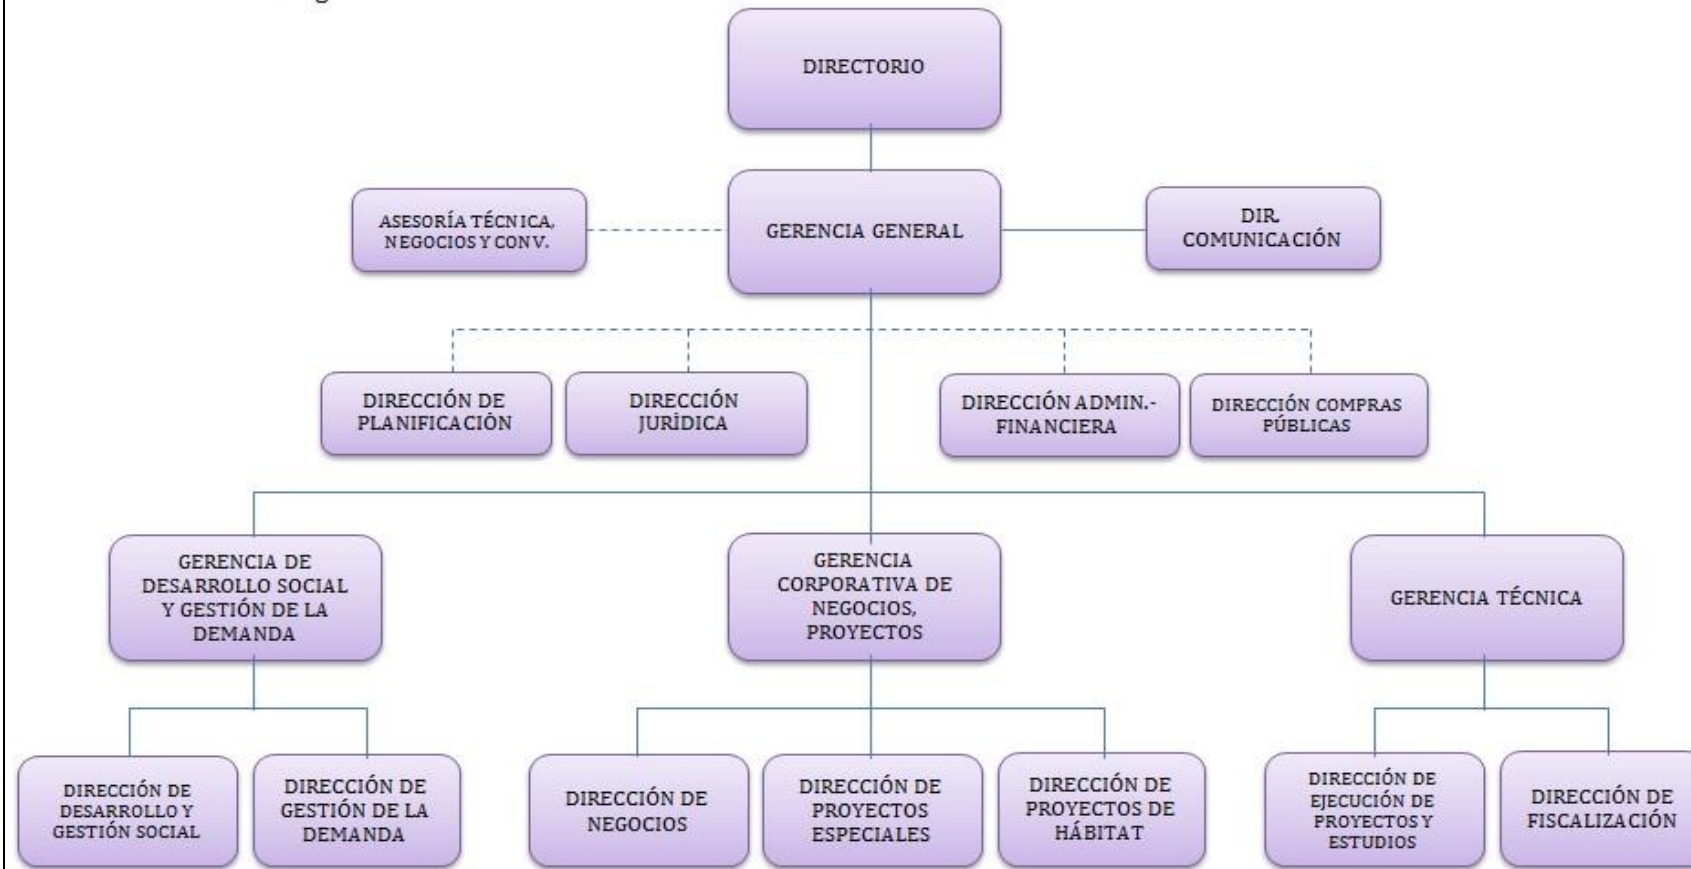 DIRECTORIO
ASESORÍA TÉCNICA,
NEGOCIOS Y CONV.
GERENCIA GENERAL
DIR.
COMUNICACIÓN
DIRECCIÓN DE
PLANIFICACIÓN
DIRECCIÓN
JURÍDICA
DIRECCIÓN ADMIN.-
FINANCIERA
DIRECCIÓN COMPRAS
PÚBLICAS
GERENCIA DE
DESARROLLO SOCIAL
Y GESTIÓN DE LA
DEMANDA
GERENCIA
CORPORATIVA DE
NEGOCIOS,
PROYECTOS
GERENCIA TÉCNICA
DIRECCIÓN DE
DESARROLLO Y
GESTIÓN SOCIAL
DIRECCIÓN DE
GESTIÓN DE LA
DEMANDA
DIRECCIÓN DE
NEGOCIOS
DIRECCIÓN DE
PROYECTOS
ESPECIALES
DIRECCIÓN DE
PROYECTOS DE
HÁBITAT
DIRECCIÓN DE
EJECUCIÓN DE
PROYECTOS Y
ESTUDIOS
DIRECCIÓN DE
FISCALIZACIÓN